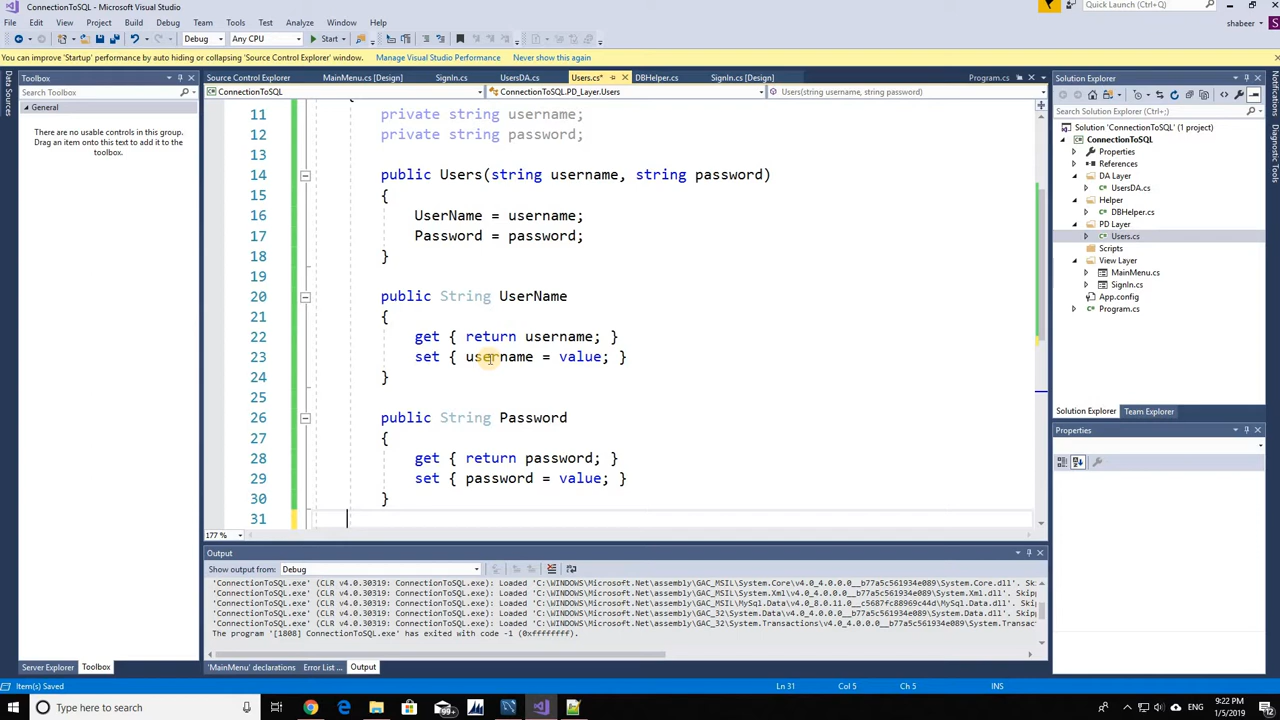 ConnectionToSQL - Microsoft Visual Studio
Quick Launch (Ctrl+Q)
File Edit View Project Build Debug Team Tools Test Analyze Window Help
shabeer
Debug Any CPU Start
You can improve 'Startup' performance by auto hiding or collapsing 'Source Control Explorer' window. Manage Visual Studio Performance Never show this again
Data Sources
Toolbox
Search Toolbox
General
There are no usable controls in this group.
Drag an item onto this text to add it to the
toolbox.
Source Control Explorer MainMenu.cs [Design] SignIn.cs UsersDA.cs Users.cs* DBHelper.cs SignIn.cs [Design] Program.cs
ConnectionToSQL ConnectionToSQL.PD_Layer.Users Users(string username, string password)
11 private string username;
12 private string password;
13
14 public Users(string username, string password)
15 {
16 UserName = username;
17 Password = password;
18 }
19
20 public String UserName
21 {
22 get { return username; }
23 set { username = value; }
24 }
25
26 public String Password
27 {
28 get { return password; }
29 set { password = value; }
30 }
31
177 %
Output
Show output from: Debug
'ConnectionToSQL.exe' (CLR v4.0.30319: ConnectionToSQL.exe): Loaded 'C:\WINDOWS\Microsoft.Net\assembly\GAC_MSIL\System.Core\v4.0_4.0.0.0__b77a5c561934e089\System.Core.dll'. Skip
'ConnectionToSQL.exe' (CLR v4.0.30319: ConnectionToSQL.exe): Loaded 'C:\WINDOWS\Microsoft.Net\assembly\GAC_MSIL\System.Xml\v4.0_4.0.0.0__b77a5c561934e089\System.Xml.dll'. Skippe
'ConnectionToSQL.exe' (CLR v4.0.30319: ConnectionToSQL.exe): Loaded 'C:\WINDOWS\Microsoft.Net\assembly\GAC_MSIL\MySql.Data\v4.0_8.0.11.0__c5687fc88969c44d\MySql.Data.dll'. Skipp
'ConnectionToSQL.exe' (CLR v4.0.30319: ConnectionToSQL.exe): Loaded 'C:\WINDOWS\Microsoft.Net\assembly\GAC_32\System.Data\v4.0_4.0.0.0__b77a5c561934e089\System.Data.dll'. Skippe
'ConnectionToSQL.exe' (CLR v4.0.30319: ConnectionToSQL.exe): Loaded 'C:\WINDOWS\Microsoft.Net\assembly\GAC_32\System.Transactions\v4.0_4.0.0.0__b77a5c561934e089\System.Transacti
The program '[1808] ConnectionToSQL.exe' has exited with code -1 (0xffffffff).
Server Explorer Toolbox 'MainMenu' declarations Error List ... Output
Solution Explorer
Search Solution Explorer (Ctrl+;)
Solution 'ConnectionToSQL' (1 project)
ConnectionToSQL
Properties
References
DA Layer
UsersDA.cs
Helper
DBHelper.cs
PD Layer
Users.cs
Scripts
View Layer
MainMenu.cs
SignIn.cs
App.config
Program.cs
Solution Explorer Team Explorer
Properties
Notifications
Diagnostic Tools
Item(s) Saved Ln 31 Col 5 Ch 5 INS
Type here to search
99+
ENG
9:22 PM
1/5/2019